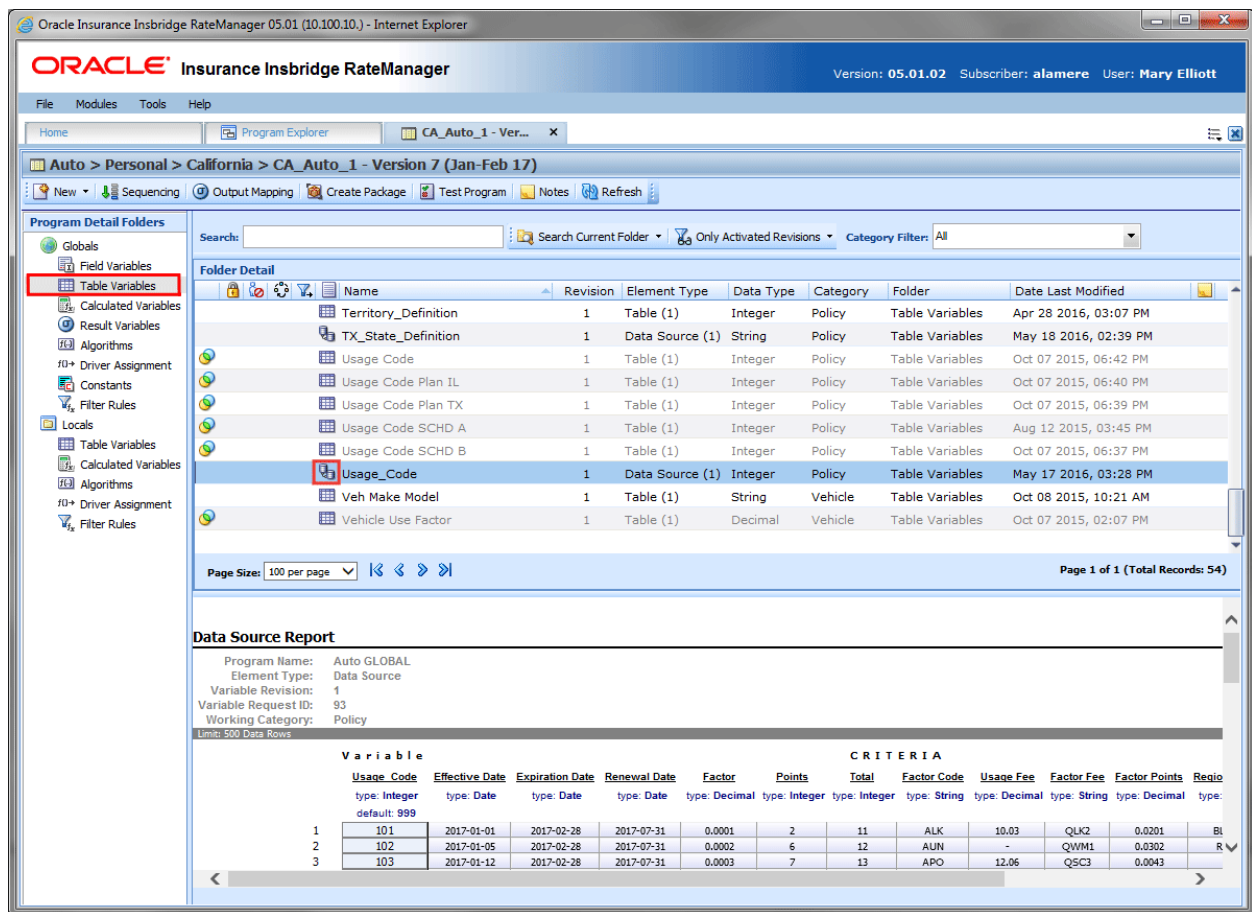 Oracle Insurance Insbridge RateManager 05.01 (10.100.10.) - Internet Explorer
ORACLE Insurance Insbridge RateManager
Version: 05.01.02 Subscriber: alamere User: Mary Elliott
File Modules Tools Help
Home Program Explorer CA_Auto_1 - Ver... x
Auto > Personal > California > CA_Auto_1 - Version 7 (Jan-Feb 17)
New Sequencing Output Mapping Create Package Test Program Notes Refresh
Program Detail Folders
Globals
Field Variables
Table Variables
Calculated Variables
Result Variables
Algorithms
Driver Assignment
Constants
Filter Rules
Locals
Table Variables
Calculated Variables
Algorithms
Driver Assignment
Filter Rules
Search: Search Current Folder Only Activated Revisions Category Filter: All
Folder Detail
Name Revision Element Type Data Type Category Folder Date Last Modified
Territory_Definition 1 Table (1) Integer Policy Table Variables Apr 28 2016, 03:07 PM
TX_State_Definition 1 Data Source (1) String Policy Table Variables May 18 2016, 02:39 PM
Usage Code 1 Table (1) Integer Policy Table Variables Oct 07 2015, 06:42 PM
Usage Code Plan IL 1 Table (1) Integer Policy Table Variables Oct 07 2015, 06:40 PM
Usage Code Plan TX 1 Table (1) Integer Policy Table Variables Oct 07 2015, 06:39 PM
Usage Code SCHD A 1 Table (1) Integer Policy Table Variables Aug 12 2015, 03:45 PM
Usage Code SCHD B 1 Table (1) Integer Policy Table Variables Oct 07 2015, 06:37 PM
Usage_Code 1 Data Source (1) Integer Policy Table Variables May 17 2016, 03:28 PM
Veh Make Model 1 Table (1) String Vehicle Table Variables Oct 08 2015, 10:21 AM
Vehicle Use Factor 1 Table (1) Decimal Vehicle Table Variables Oct 07 2015, 02:07 PM
Page Size: 100 per page Page 1 of 1 (Total Records: 54)
Data Source Report
Program Name: Auto GLOBAL
Element Type: Data Source
Variable Revision: 1
Variable Request ID: 93
Working Category: Policy
Limit: 500 Data Rows
Variable CRITERIA
Usage Code Effective Date Expiration Date Renewal Date Factor Points Total Factor Code Usage Fee Factor Fee Factor Points Regio
type: Integer type: Date type: Date type: Date type: Decimal type: Integer type: Integer type: String type: Decimal type: String type: Decimal type:
default: 999
1 101 2017-01-01 2017-02-28 2017-07-31 0.0001 2 11 ALK 10.03 QLK2 0.0201 BL
2 102 2017-01-05 2017-02-28 2017-07-31 0.0002 6 12 AUN - QWM1 0.0302 R
3 103 2017-01-12 2017-02-28 2017-07-31 0.0003 7 13 APO 12.06 QSC3 0.0043